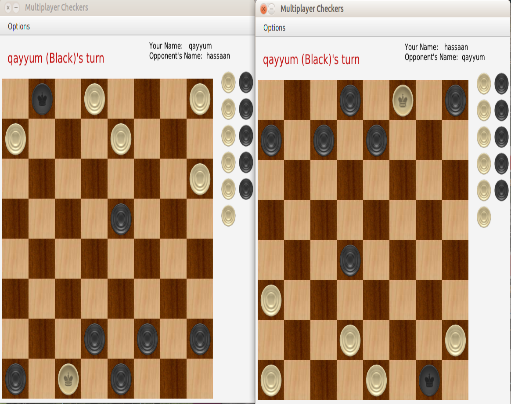 Multiplayer Checkers
Options
qayyum (Black)'s turn
Your Name: qayyum
Opponent's Name: hassaan
Multiplayer Checkers
Options
qayyum (Black)'s turn
Your Name: hassaan
Opponent's Name: qayyum